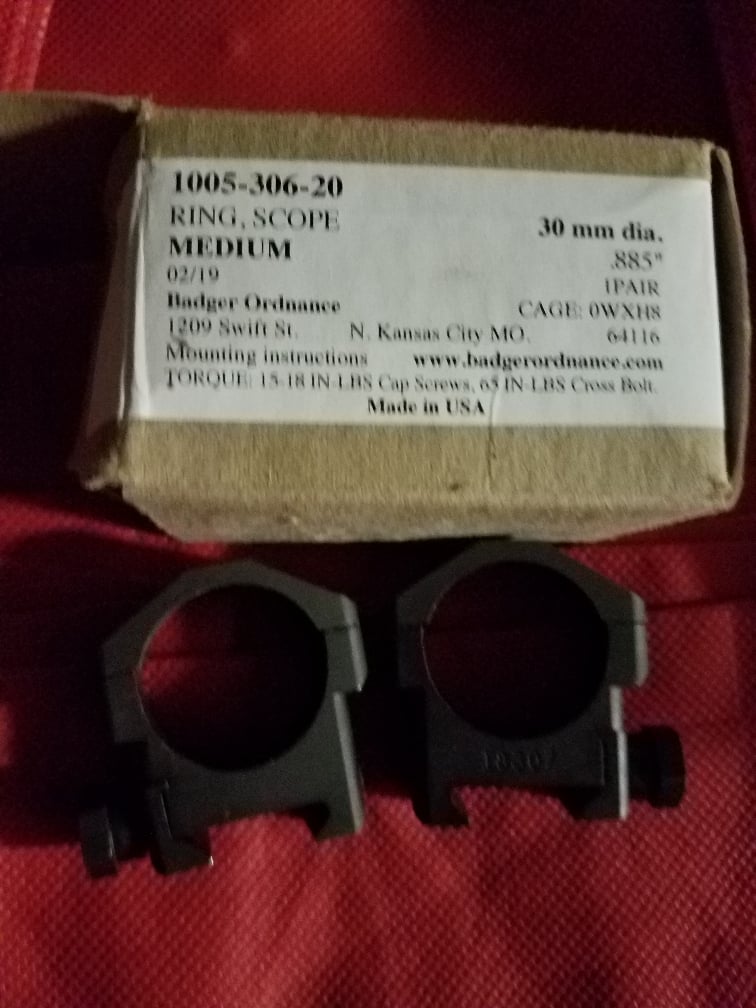 1005-306-20
RING, SCOPE 30 mm dia.
MEDIUM .885"
02/19 1PAIR
Badger Ordnance CAGE: 0WXH8
1209 Swift St. N. Kansas City MO. 64116
Mounting instructions www.badgerordnance.com
TORQUE: 15-18 IN-LBS Cap Screws, 65 IN-LBS Cross Bolt.
Made in USA